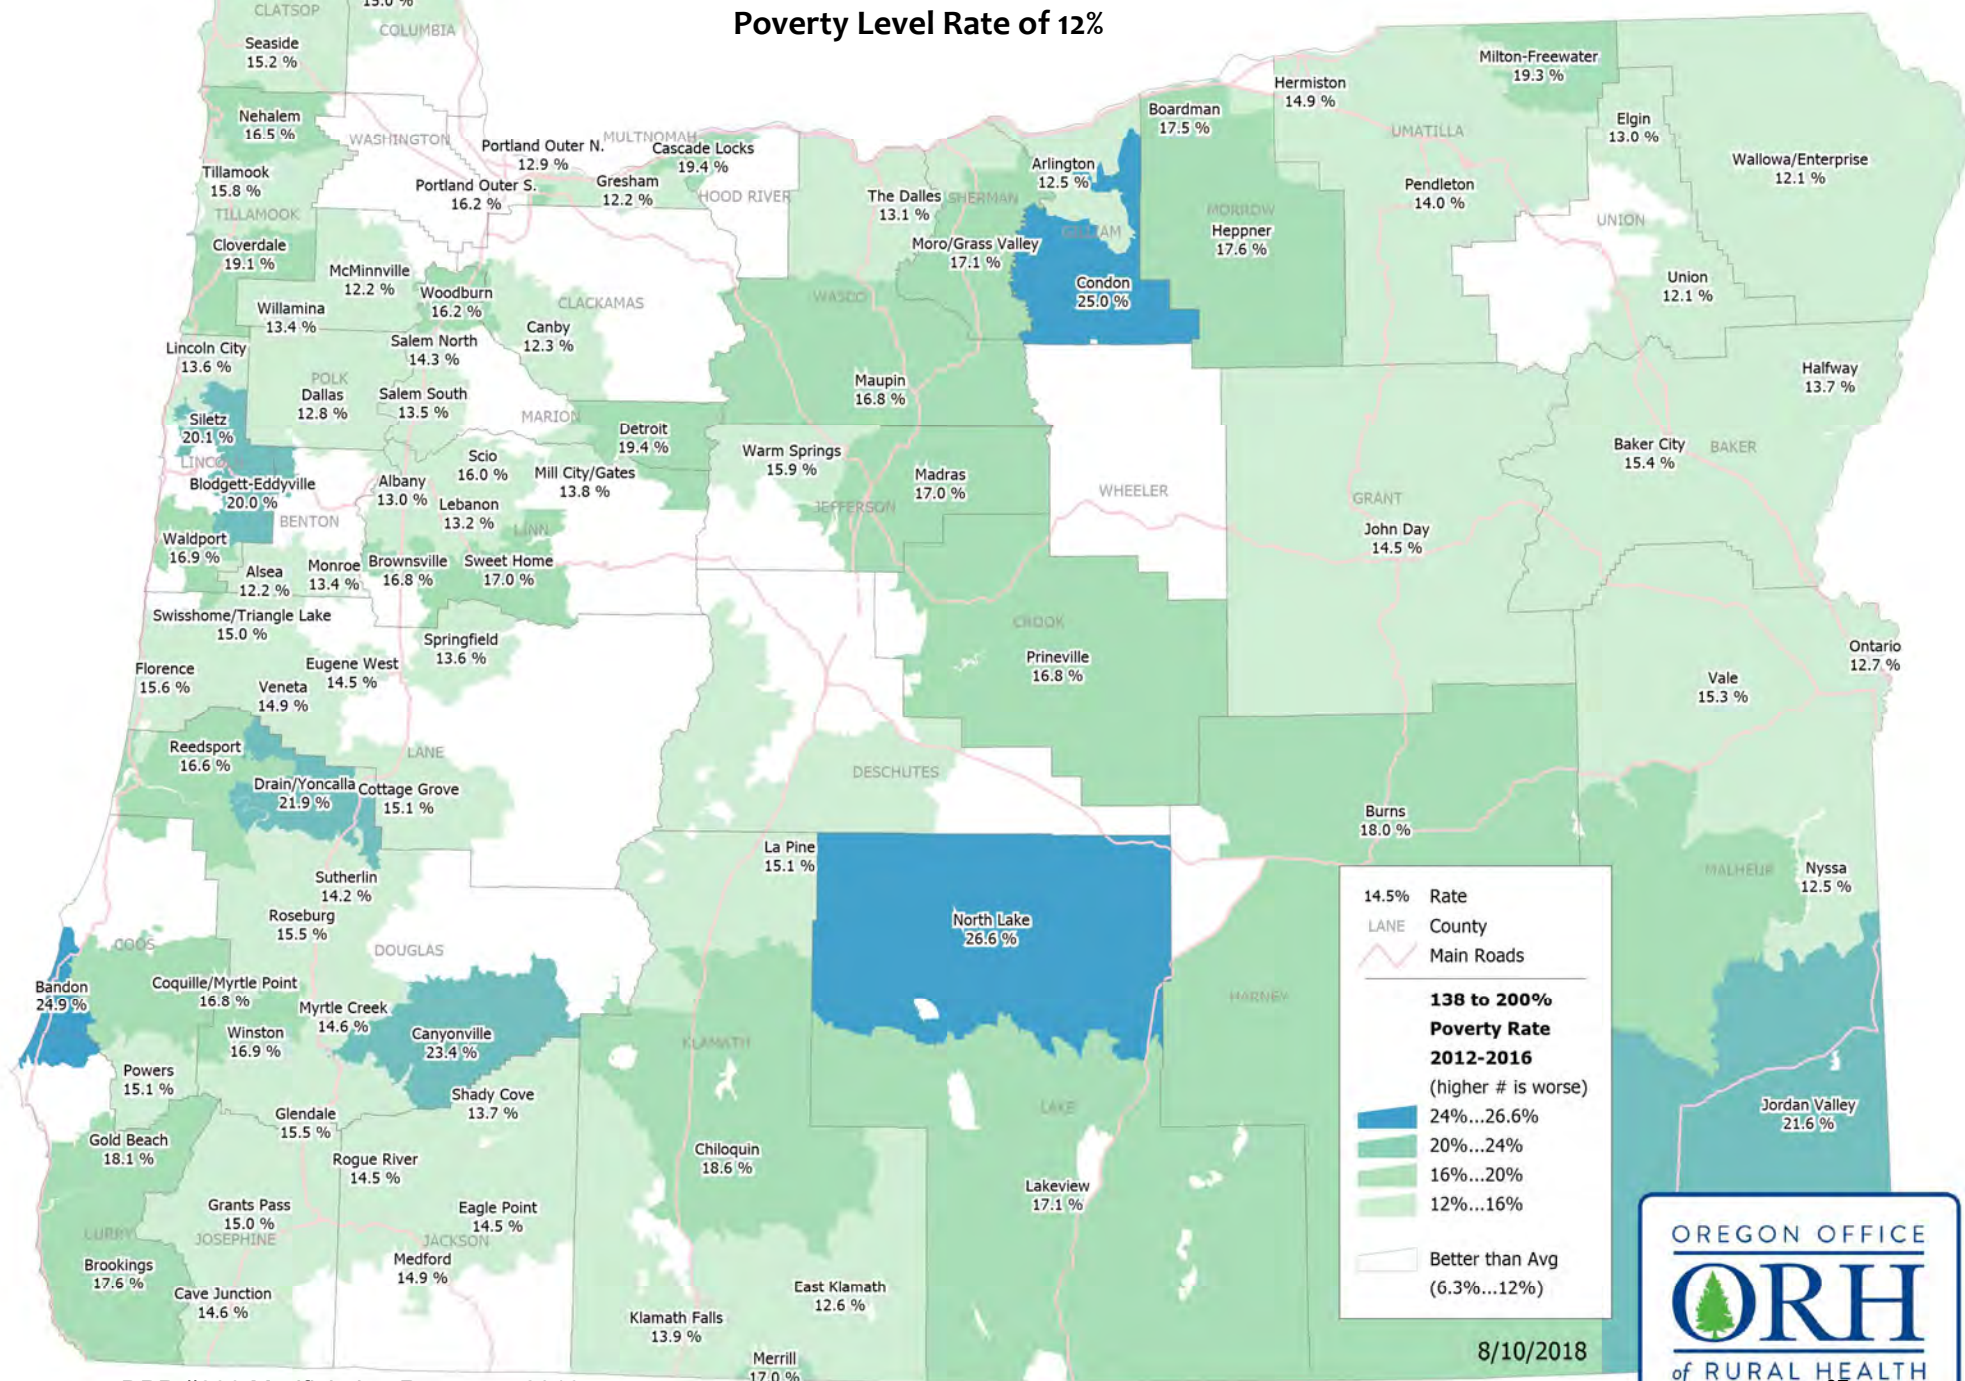 Poverty Level Rate of 12%
15.0 %
CLATSOP
COLUMBIA
Seaside
15.2 %
Nehalem
16.5 %
WASHINGTON
Portland Outer N.
12.9 %
MULTNOMAH
Cascade Locks
19.4 %
Portland Outer S.
16.2 %
Gresham
12.2 %
HOOD RIVER
Tillamook
15.8 %
TILLAMOOK
Cloverdale
19.1 %
McMinnville
12.2 %
Woodburn
16.2 %
CLACKAMAS
Willamina
13.4 %
Canby
12.3 %
Salem North
14.3 %
Lincoln City
13.6 %
POLK
Dallas
12.8 %
Salem South
13.5 %
MARION
Siletz
20.1 %
Detroit
19.4 %
LINCOLN
Blodgett-Eddyville
20.0 %
BENTON
Scio
16.0 %
Mill City/Gates
13.8 %
Albany
13.0 %
Lebanon
13.2 %
LINN
Waldport
16.9 %
Alsea
12.2 %
Monroe
13.4 %
Brownsville
16.8 %
Sweet Home
17.0 %
Swisshome/Triangle Lake
15.0 %
Springfield
13.6 %
Florence
15.6 %
Eugene West
14.5 %
Veneta
14.9 %
LANE
Reedsport
16.6 %
Drain/Yoncalla
21.9 %
Cottage Grove
15.1 %
Sutherlin
14.2 %
Roseburg
15.5 %
DOUGLAS
COOS
Bandon
24.9 %
Coquille/Myrtle Point
16.8 %
Myrtle Creek
14.6 %
Winston
16.9 %
Canyonville
23.4 %
Powers
15.1 %
Shady Cove
13.7 %
Glendale
15.5 %
Gold Beach
18.1 %
Rogue River
14.5 %
Grants Pass
15.0 %
JOSEPHINE
Eagle Point
14.5 %
JACKSON
CURRY
Brookings
17.6 %
Medford
14.9 %
Cave Junction
14.6 %
The Dalles
13.1 %
SHERMAN
Arlington
12.5 %
GILLIAM
Moro/Grass Valley
17.1 %
Condon
25.0 %
WASCO
Boardman
17.5 %
MORROW
Heppner
17.6 %
Hermiston
14.9 %
UMATILLA
Pendleton
14.0 %
Milton-Freewater
19.3 %
Elgin
13.0 %
Wallowa/Enterprise
12.1 %
UNION
Union
12.1 %
Maupin
16.8 %
Warm Springs
15.9 %
Madras
17.0 %
JEFFERSON
WHEELER
GRANT
John Day
14.5 %
Halfway
13.7 %
Baker City
15.4 %
BAKER
CROOK
Prineville
16.8 %
Ontario
12.7 %
Vale
15.3 %
DESCHUTES
Burns
18.0 %
La Pine
15.1 %
MALHEUR
Nyssa
12.5 %
North Lake
26.6 %
HARNEY
KLAMATH
LAKE
Jordan Valley
21.6 %
Chiloquin
18.6 %
Lakeview
17.1 %
East Klamath
12.6 %
Klamath Falls
13.9 %
Merrill
17.0 %
14.5% Rate
LANE County
Main Roads
138 to 200%
Poverty Rate
2012-2016
(higher # is worse)
24%...26.6%
20%...24%
16%...20%
12%...16%
Better than Avg
(6.3%...12%)
8/10/2018
OREGON OFFICE
ORH
of RURAL HEALTH